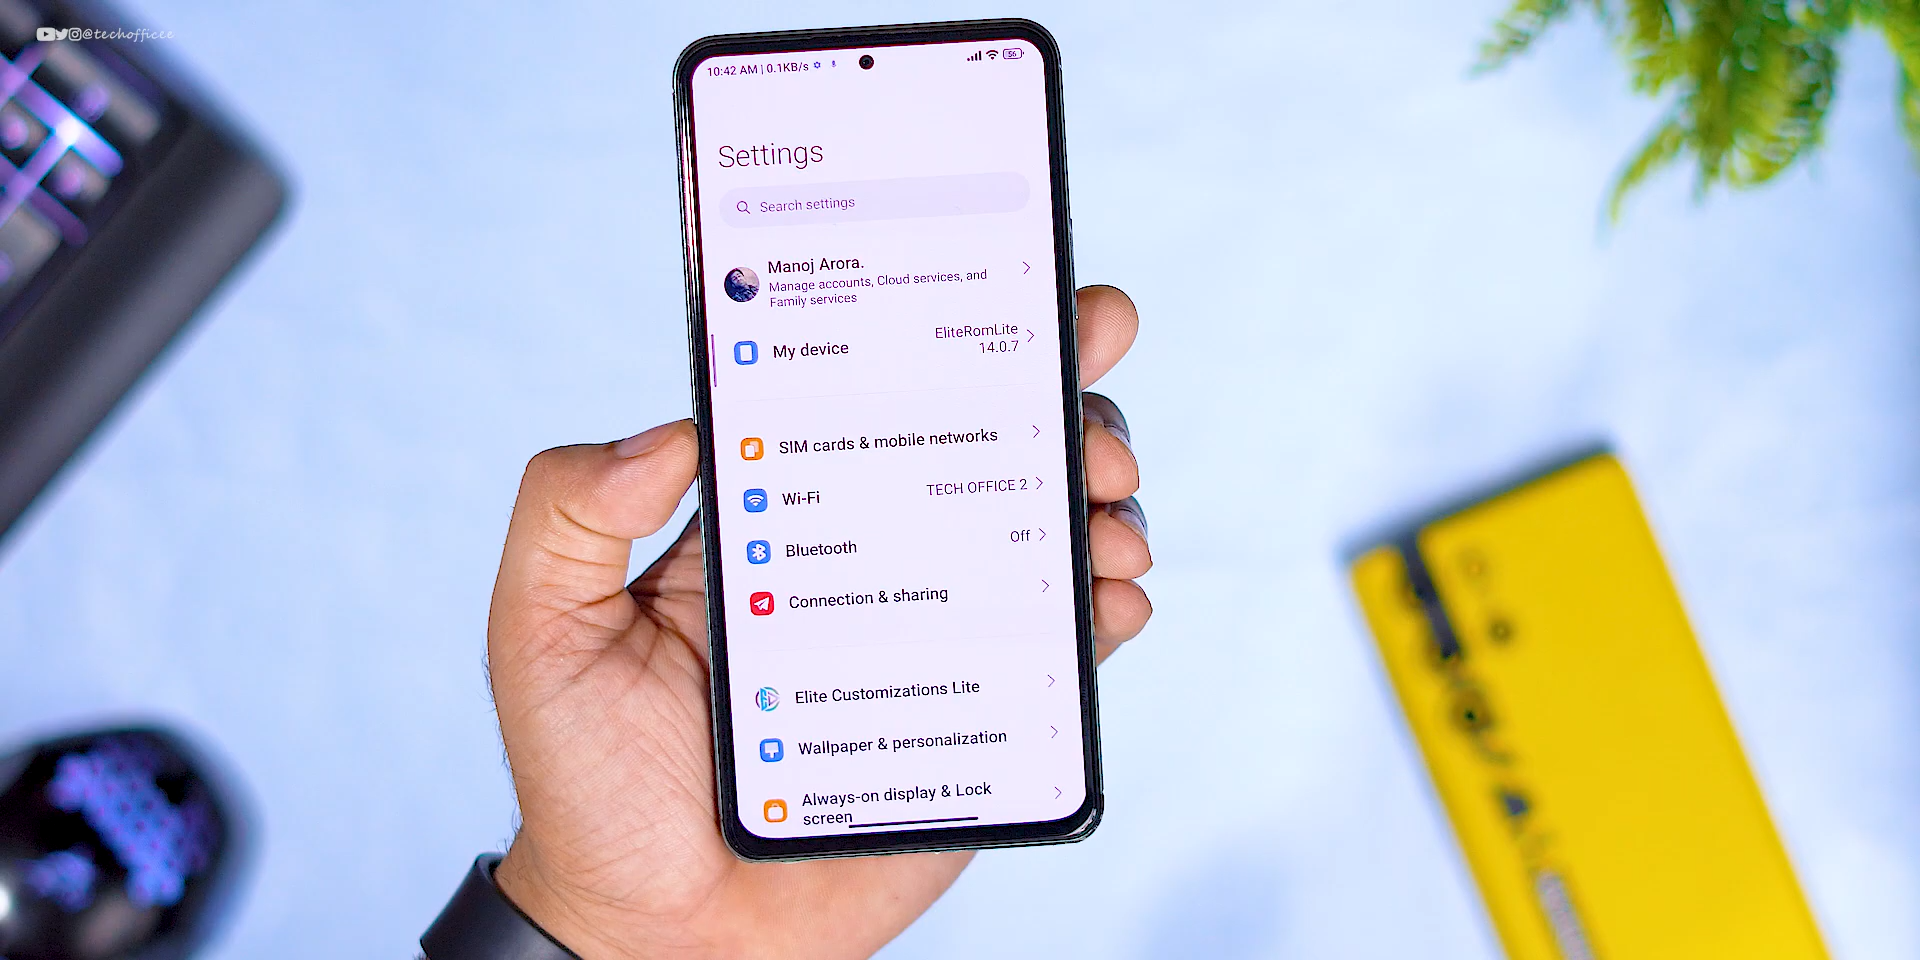 @techofficee
10:42 AM | 0.1KB/s
56
Settings
Search settings
Manoj Arora.
Manage accounts, Cloud services, and
Family services
My device
EliteRomLite
14.0.7
SIM cards & mobile networks
Wi-Fi
TECH OFFICE 2
Bluetooth
Off
Connection & sharing
Elite Customizations Lite
Wallpaper & personalization
Always-on display & Lock
screen